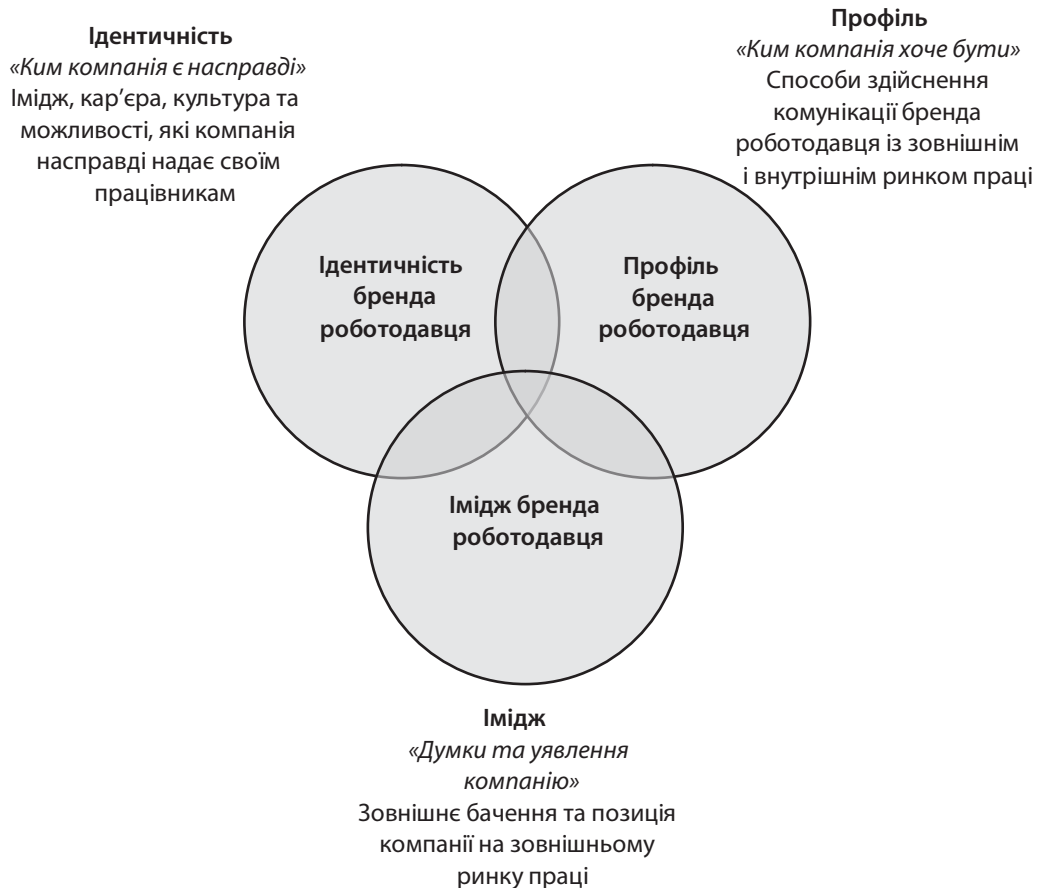 Ідентичність
«Ким компанія є насправді»
Імідж, кар’єра, культура та
можливості, які компанія
насправді надає своїм
працівникам
Профіль
«Ким компанія хоче бути»
Способи здійснення
комунікації бренда
роботодавця із зовнішнім
і внутрішнім ринком праці
Ідентичність
бренда
роботодавця
Профіль
бренда
роботодавця
Імідж бренда
роботодавця
Імідж
«Думки та уявлення
компанію»
Зовнішнє бачення та позиція
компанії на зовнішньому
ринку праці